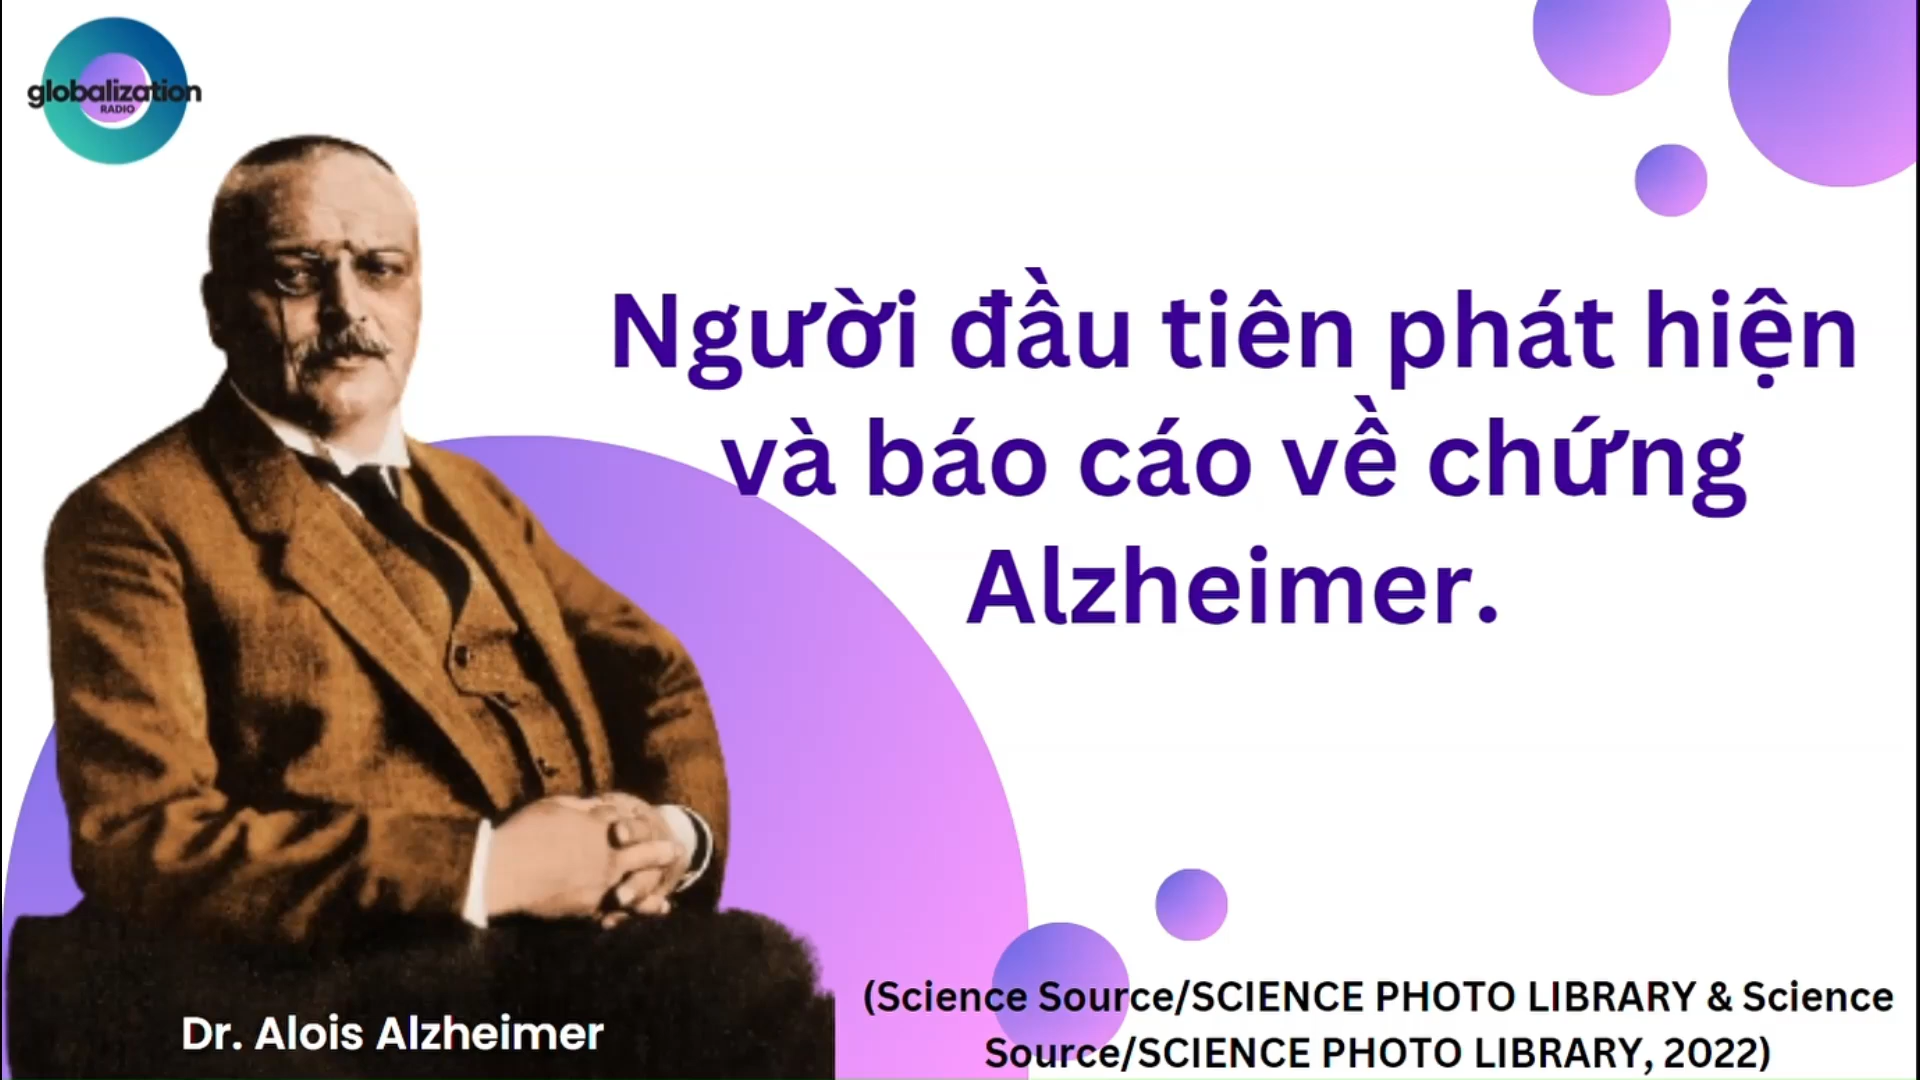 globalization
RADIO
Người đầu tiên phát hiện
và báo cáo về chứng
Alzheimer.
Dr. Alois Alzheimer
(Science Source/SCIENCE PHOTO LIBRARY & Science
Source/SCIENCE PHOTO LIBRARY, 2022)